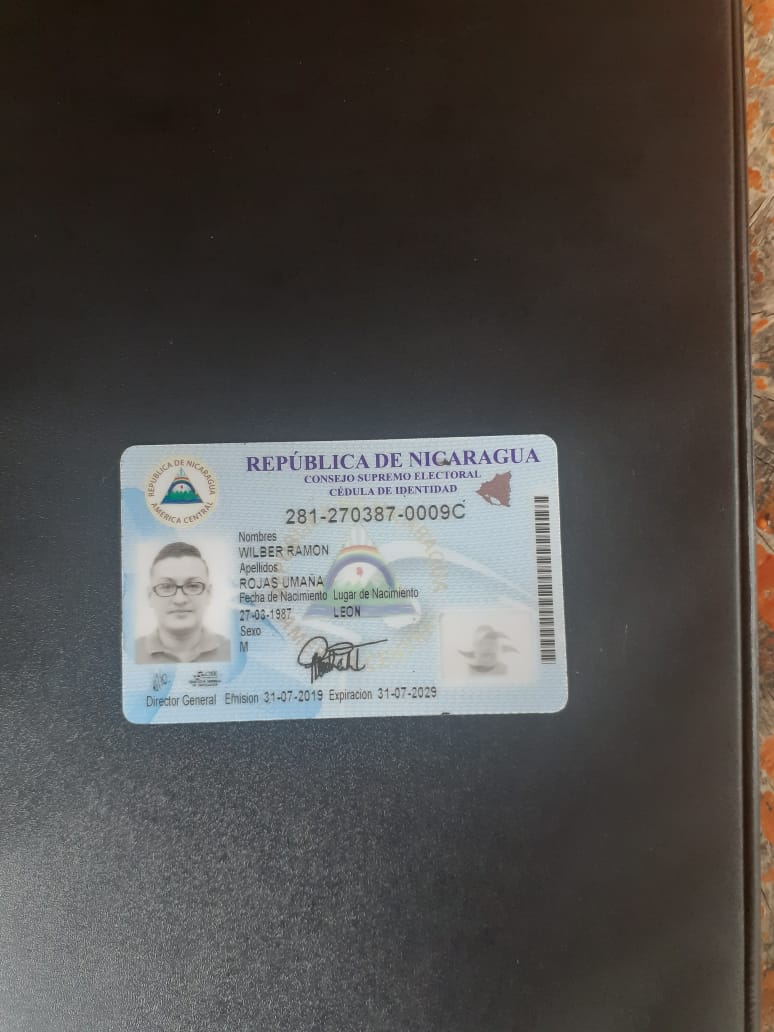 REPÚBLICA DE NICARAGUA
AMÉRICA CENTRAL
REPÚBLICA DE NICARAGUA
CONSEJO SUPREMO ELECTORAL
CÉDULA DE IDENTIDAD
281-270387-0009C
Nombres
WILBER RAMON
Apellidos
ROJAS UMAÑA
Fecha de Nacimiento Lugar de Nacimiento
27-03-1987 LEON
Sexo
M
Director General Emision 31-07-2019 Expiracion 31-07-2029